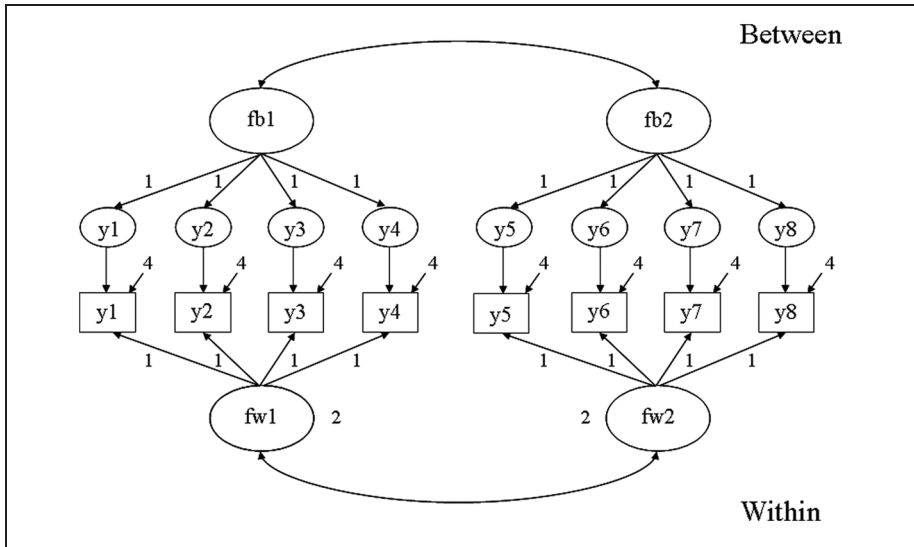 Between
fb1 fb2
1 1 1 1 1 1 1 1
y1 y2 y3 y4 y5 y6 y7 y8
4 4 4 4 4 4 4 4
y1 y2 y3 y4 y5 y6 y7 y8
1 1 1 1 1 1 1 1
fw1 2 2 fw2
Within